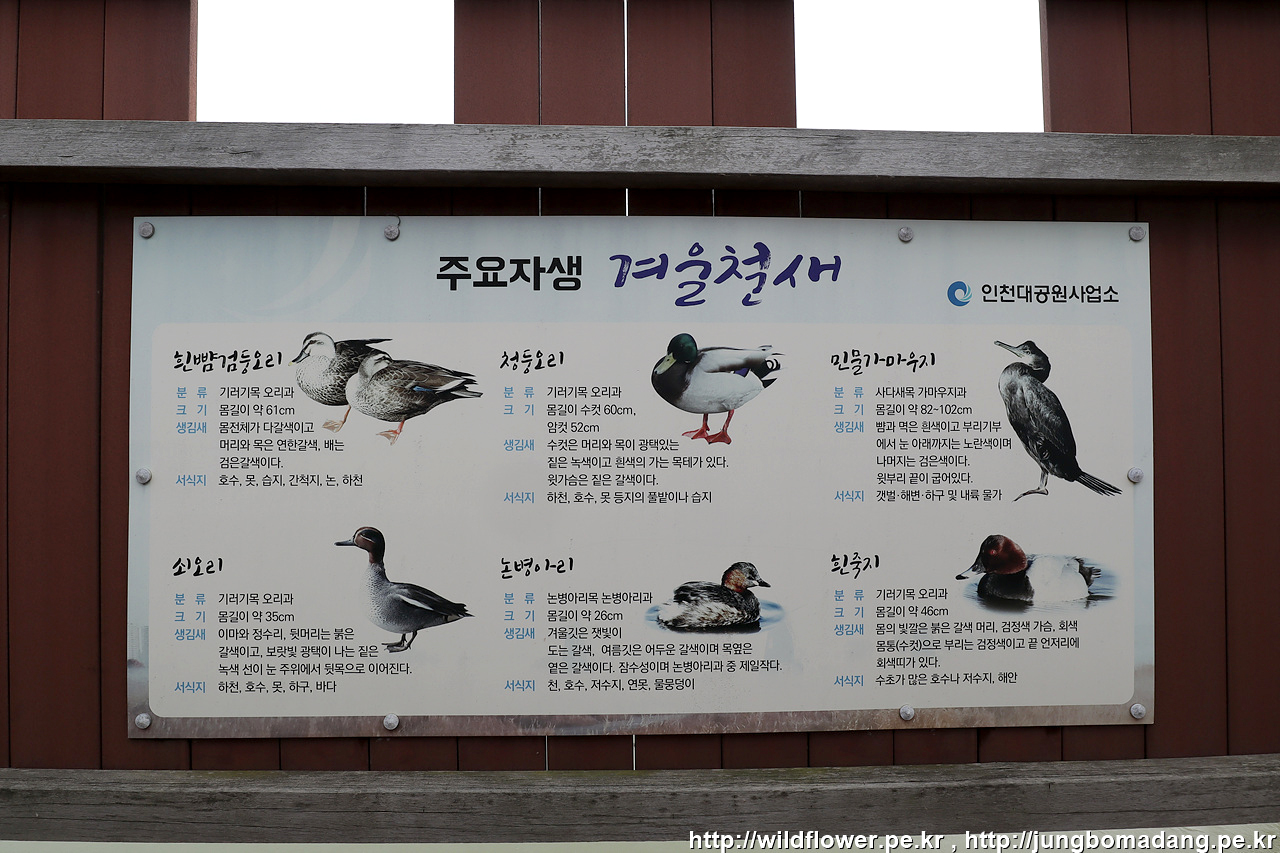 주요자생 겨울철새
인천대공원사업소
흰뺨검둥오리
분 류 기러기목 오리과
크 기 몸길이 약 61cm
생김새 몸전체가 다갈색이고
머리와 목은 연한갈색, 배는
검은갈색이다.
서식지 호수, 못, 습지, 간척지, 논, 하천
청둥오리
분 류 기러기목 오리과
크 기 몸길이 수컷 60cm,
암컷 52cm
생김새 수컷은 머리와 목이 광택있는
짙은 녹색이고 흰색의 가는 목테가 있다.
윗가슴은 짙은 갈색이다.
서식지 하천, 호수, 못 등지의 풀밭이나 습지
민물가마우지
분 류 사다새목 가마우지과
크 기 몸길이 약 82~102cm
생김새 뺨과 멱은 흰색이고 부리기부
에서 눈 아래까지는 노란색이며
나머지는 검은색이다.
윗부리 끝이 굽어있다.
서식지 갯벌·해변·하구 및 내륙 물가
쇠오리
분 류 기러기목 오리과
크 기 몸길이 약 35cm
생김새 이마와 정수리, 뒷머리는 붉은
갈색이고, 보랏빛 광택이 나는 짙은
녹색 선이 눈 주위에서 뒷목으로 이어진다.
서식지 하천, 호수, 못, 하구, 바다
논병아리
분 류 논병아리목 논병아리과
크 기 몸길이 약 26cm
생김새 겨울깃은 잿빛이
도는 갈색, 여름깃은 어두운 갈색이며 목옆은
옅은 갈색이다. 잠수성이며 논병아리과 중 제일작다.
서식지 천, 호수, 저수지, 연못, 물뭉덩이
흰죽지
분 류 기러기목 오리과
크 기 몸길이 약 46cm
생김새 몸의 빛깔은 붉은 갈색 머리, 검정색 가슴, 회색
몸통(수컷)으로 부리는 검정색이고 끝 언저리에
회색띠가 있다.
서식지 수초가 많은 호수나 저수지, 해안
http://wildflower.pe.kr , http://jungbomadang.pe.kr